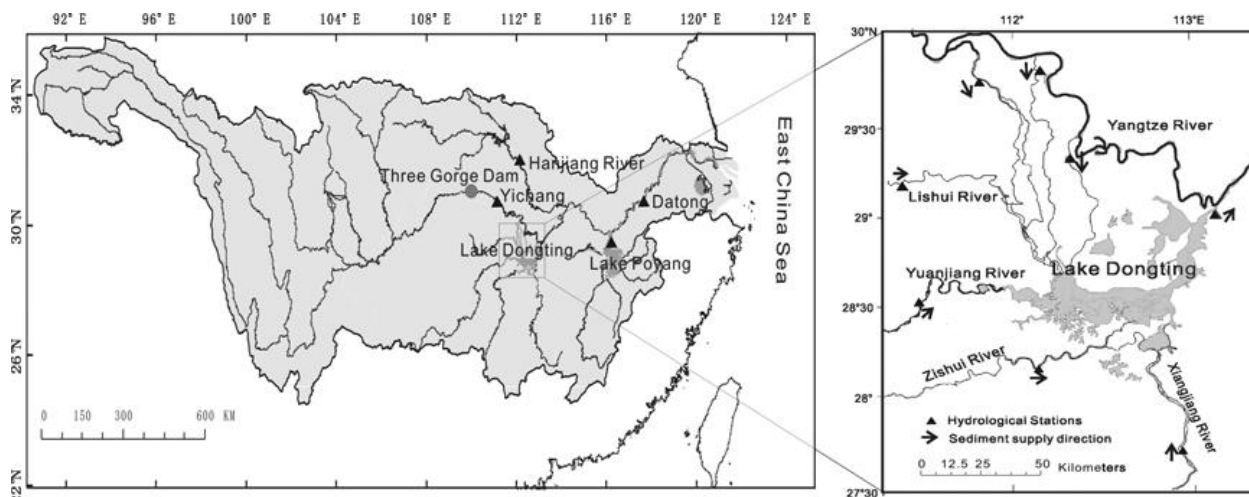 92°E 96°E 100°E 104°E 108°E 112°E 116°E 120°E 124°E
34°N
30°N
26°N
22°N
Hanjiang River
Three Gorge Dam
Yichang
Datong
Lake Dongting
Lake Poyang
East China Sea
0 150 300 600 KM
112° 113°
30°N
29°30
29°
28°30
28°
27°30
Yangtze River
Lishui River
Lake Dongting
Yuanjiang River
Zishui River
Xiangjiang River
Hydrological Stations
Sediment supply direction
0 12.5 25 50 Kilometers